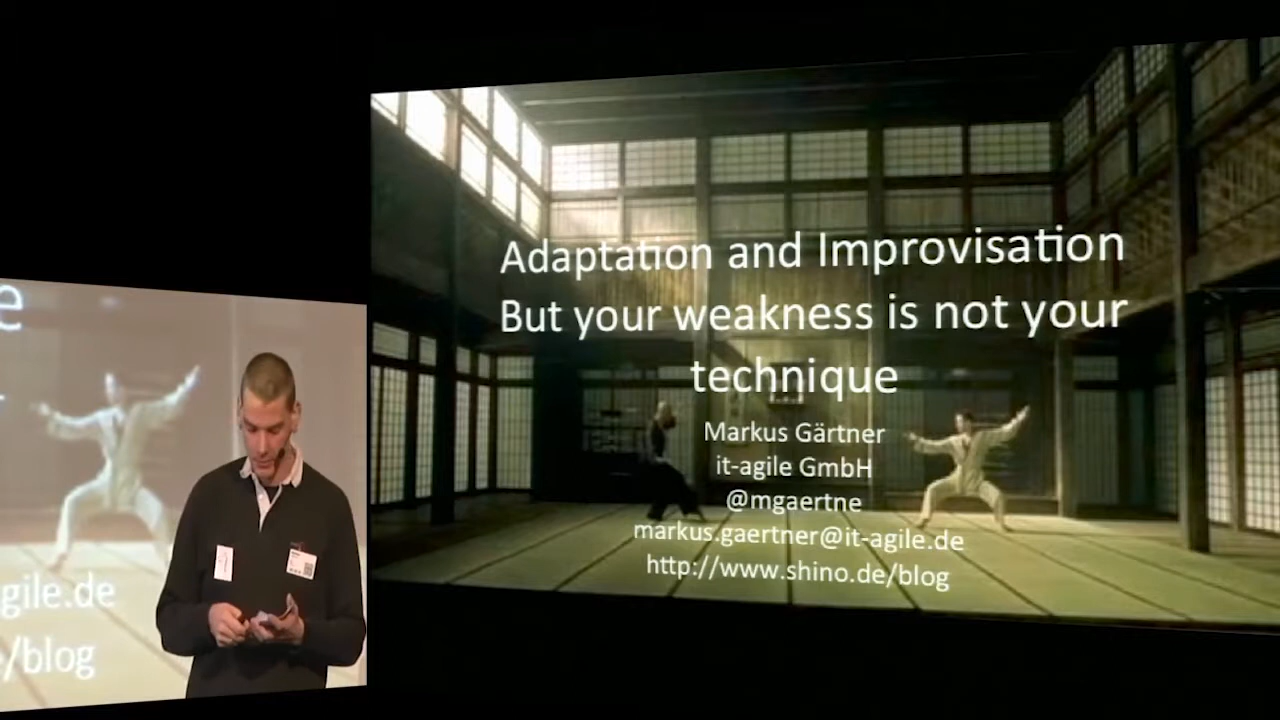 Adaptation and Improvisation
But your weakness is not your
technique
Markus Gärtner
it-agile GmbH
@mgaertne
markus.gaertner@it-agile.de
http://www.shino.de/blog
e
agile.de
e/blog